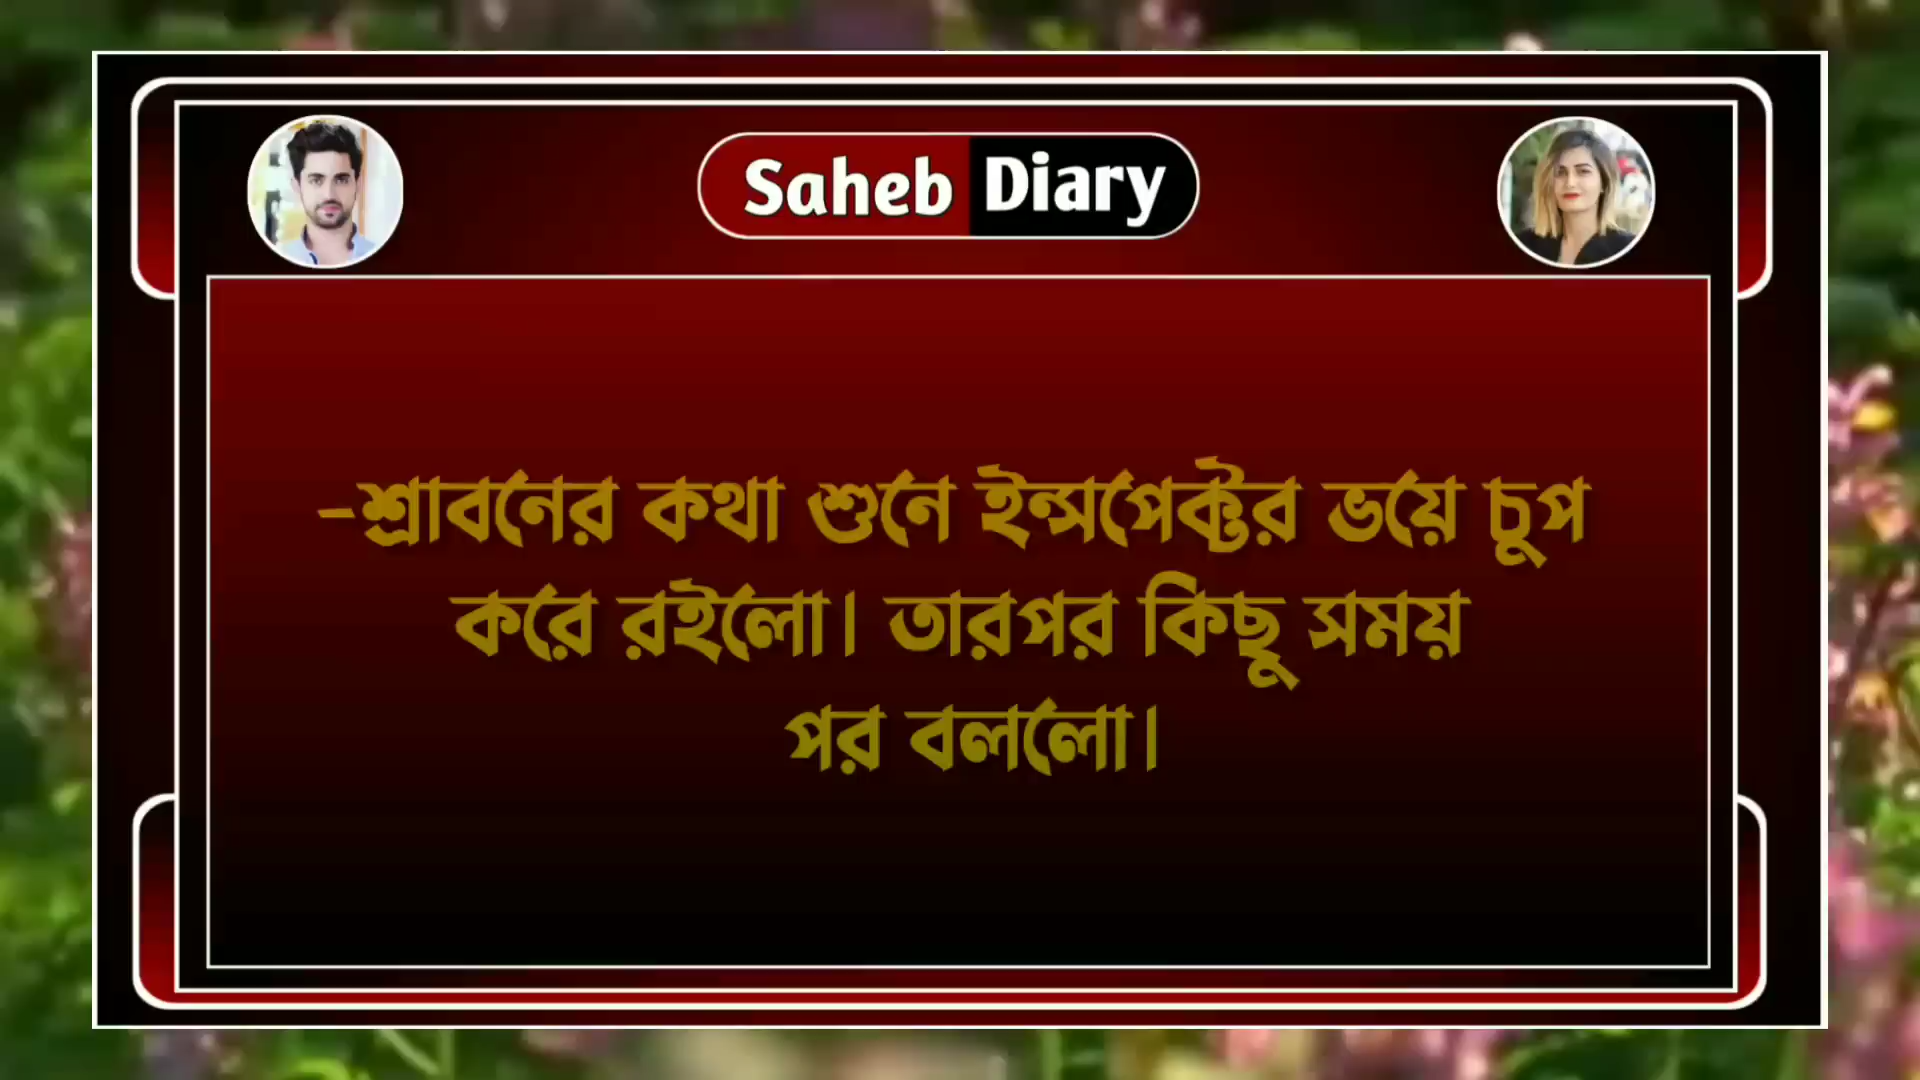 Saheb Diary
-শ্রাবনের কথা শুনে ইন্সপেক্টর ভয়ে চুপ
করে রইলো। তারপর কিছু সময়
পর বললো।